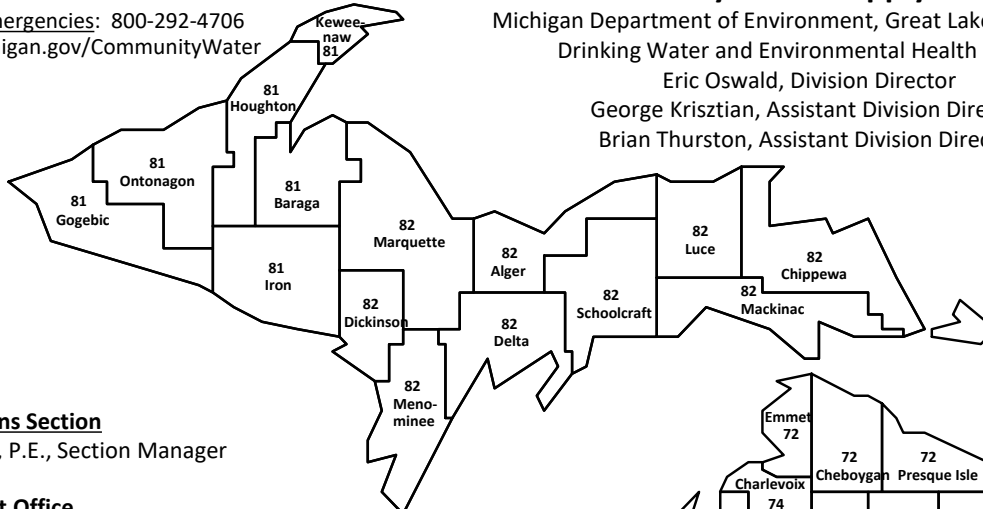 ergencies: 800-292-4706
higan.gov/CommunityWater
Michigan Department of Environment, Great Lake
Drinking Water and Environmental Health
Eric Oswald, Division Director
George Krisztian, Assistant Division Dire
Brian Thurston, Assistant Division Direc
Kewee-
naw
81
81
Houghton
81
Ontonagon
81
Gogebic
81
Baraga
81
Iron
82
Marquette
82
Dickinson
82
Alger
82
Delta
82
Meno-
minee
82
Schoolcraft
82
Luce
82
Chippewa
82
Mackinac
ns Section
, P.E., Section Manager
t Office
Emmet
72
72
Cheboygan
72
Presque Isle
Charlevoix
74